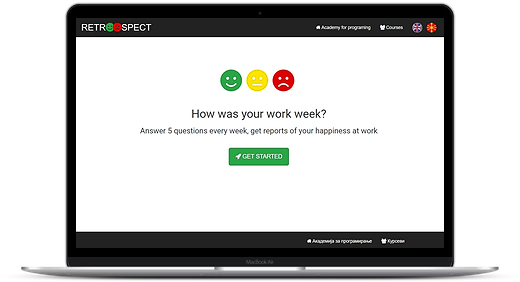 RETROOSPECT
Academy for programing
Courses
How was your work week?
Answer 5 questions every week, get reports of your happiness at work
GET STARTED
Академија за програмирање
Курсеви
MacBook Air